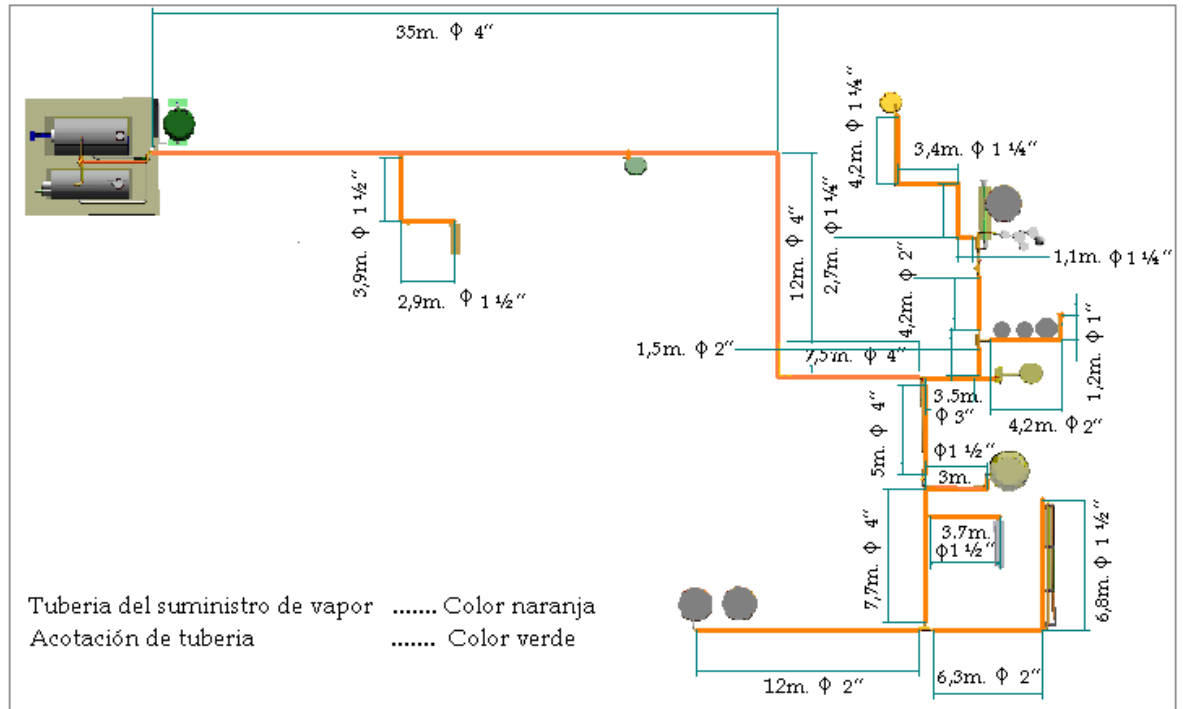 35m. Φ 4"
4,2m. Φ 1 ¼"
3,4m. Φ 1 ¼"
3,9m. Φ 1 ½"
2,9m. Φ 1 ½"
12m. Φ 4"
2,7m. Φ 1 ¼"
4,2m. Φ 2"
1,1m. Φ 1 ¼"
1,5m. Φ 2"
7,5m. Φ 4"
1,2m. Φ 1"
3.5m.
Φ 3"
4,2m. Φ 2"
5m. Φ 4"
Φ1 ½"
3m.
7,7m. Φ 4"
3.7m.
Φ1 ½"
6,8m. Φ 1 ½"
Tuberia del suministro de vapor ....... Color naranja
Acotación de tuberia ....... Color verde
12m. Φ 2"
6,3m. Φ 2"